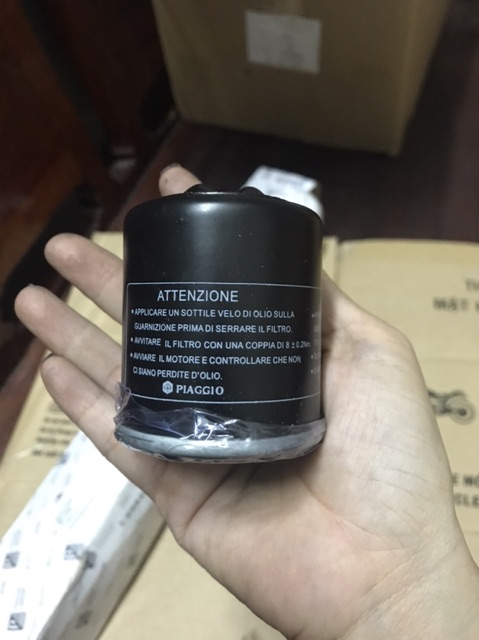 ATTENZIONE
• APPLICARE UN SOTTILE VELO DI OLIO SULLA
GUARNIZIONE PRIMA DI SERRARE IL FILTRO.
• AVVITARE IL FILTRO CON UNA COPPIA DI 8 ± 0.2Nm
• AVVIARE IL MOTORE E CONTROLLARE CHE NON
CI SIANO PERDITE D'OLIO.
PIAGGIO